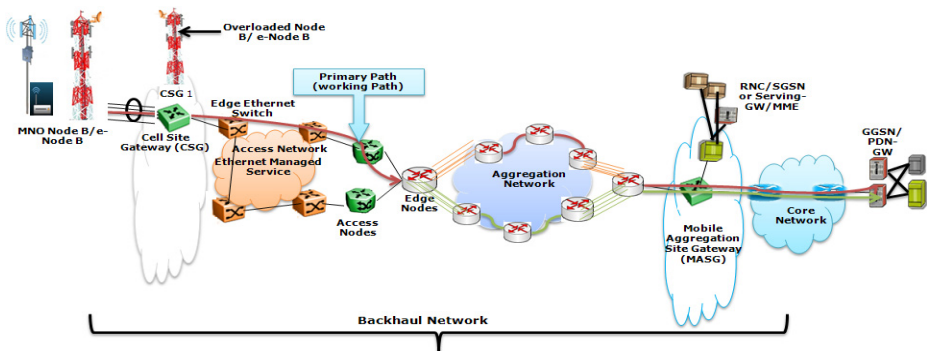 Overloaded Node
B/ e-Node B
Primary Path
(working Path)
RNC/SGSN
or Serving-
GW/MME
CSG 1
Edge Ethernet
Switch
MNO Node B/e-
Node B
Cell Site
Gateway (CSG)
Access Network
Ethernet Managed
Service
GGSN/
PDN-
GW
Aggregation
Network
Edge
Nodes
Access
Nodes
Core
Network
Mobile
Aggregation
Site Gateway
(MASG)
Backhaul Network